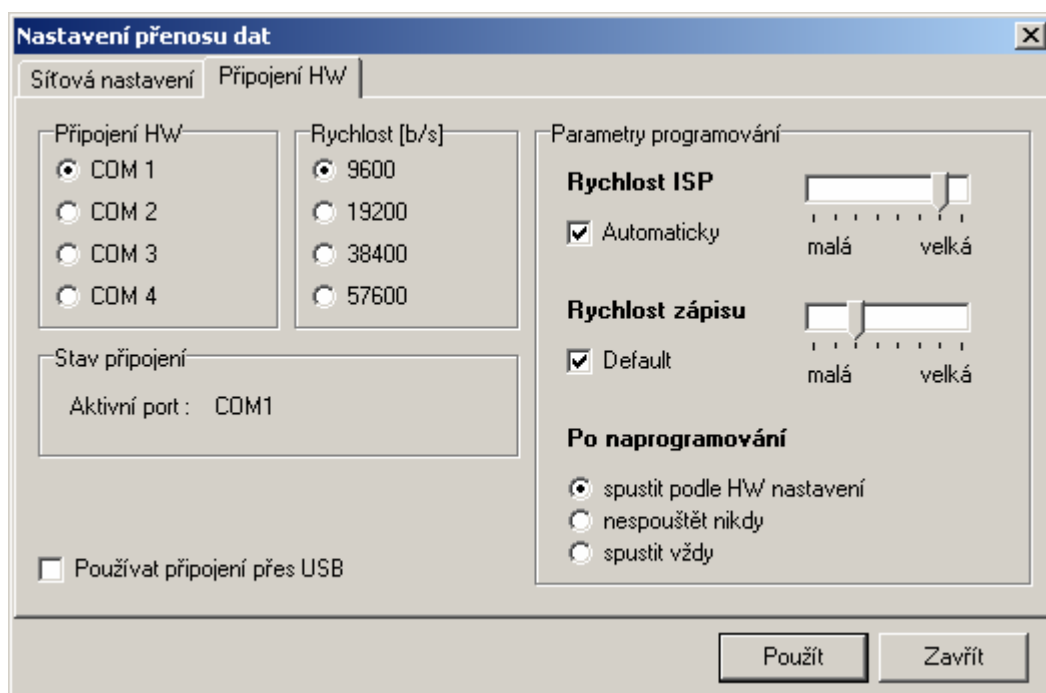 Nastavení přenosu dat
Síťová nastavení
Připojení HW
Připojení HW
COM 1
COM 2
COM 3
COM 4
Rychlost [b/s]
9600
19200
38400
57600
Stav připojení
Aktivní port : COM1
Používat připojení přes USB
Parametry programování
Rychlost ISP
Automaticky
malá velká
Rychlost zápisu
Default
malá velká
Po naprogramování
spustit podle HW nastavení
nespouštět nikdy
spustit vždy
Použít
Zavřít